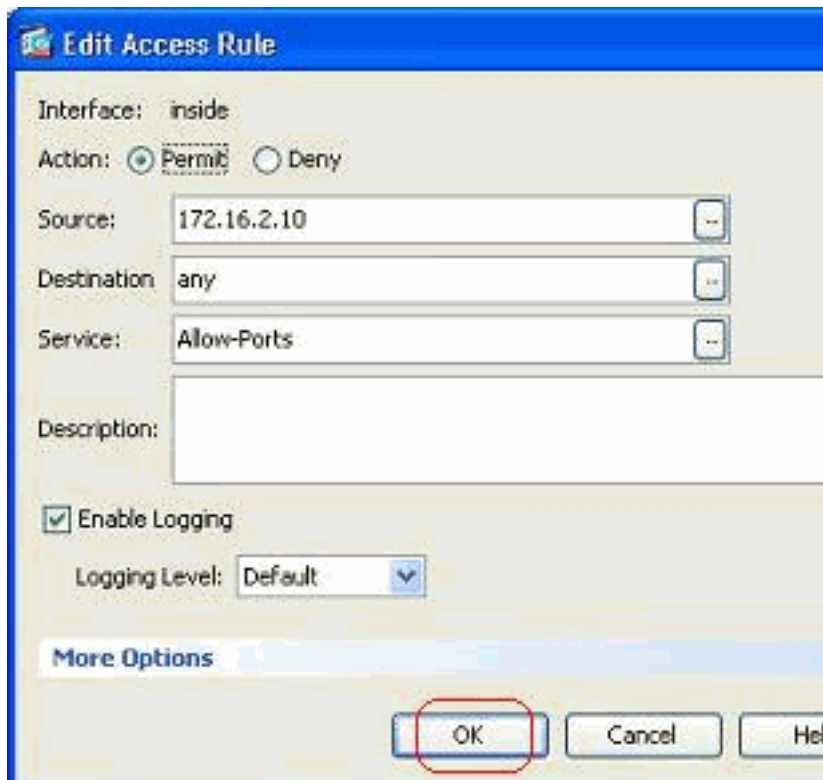 Edit Access Rule
Interface: inside
Action: Permit Deny
Source: 172.16.2.10 ..
Destination any ..
Service: Allow-Ports ..
Description:
Enable Logging
Logging Level: Default
More Options
OK Cancel Hel